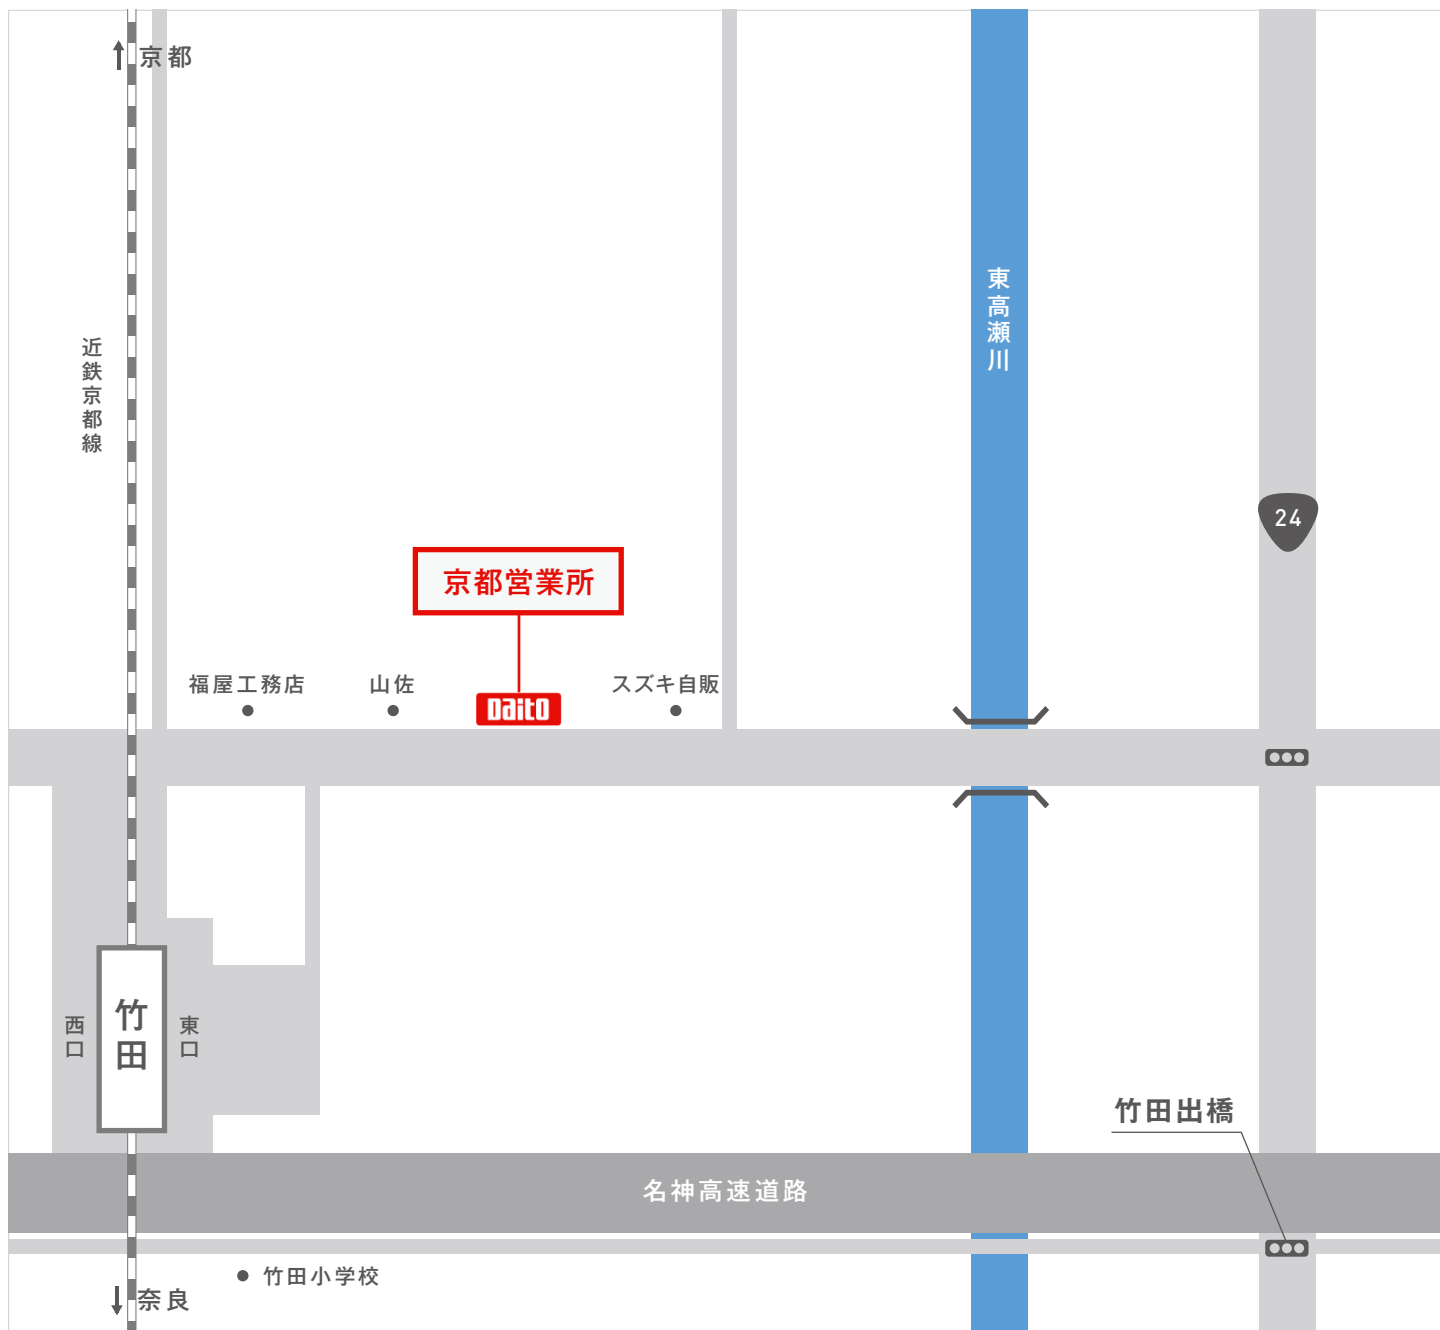 京都
東高瀬川
近鉄京都線
24
京都営業所
福屋工務店
山佐
Daito
スズキ自販
竹田
西口
東口
竹田出橋
名神高速道路
竹田小学校
奈良